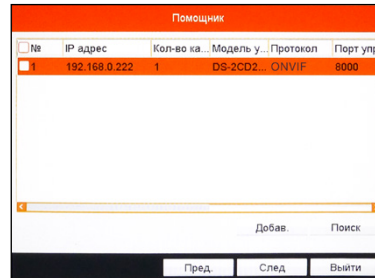 Помощник
№ IP адрес Кол-во ка... Модель у... Протокол Порт упр
1 192.168.0.222 1 DS-2CD2... ONVIF 8000
Добав. Поиск
Пред. След Выйти